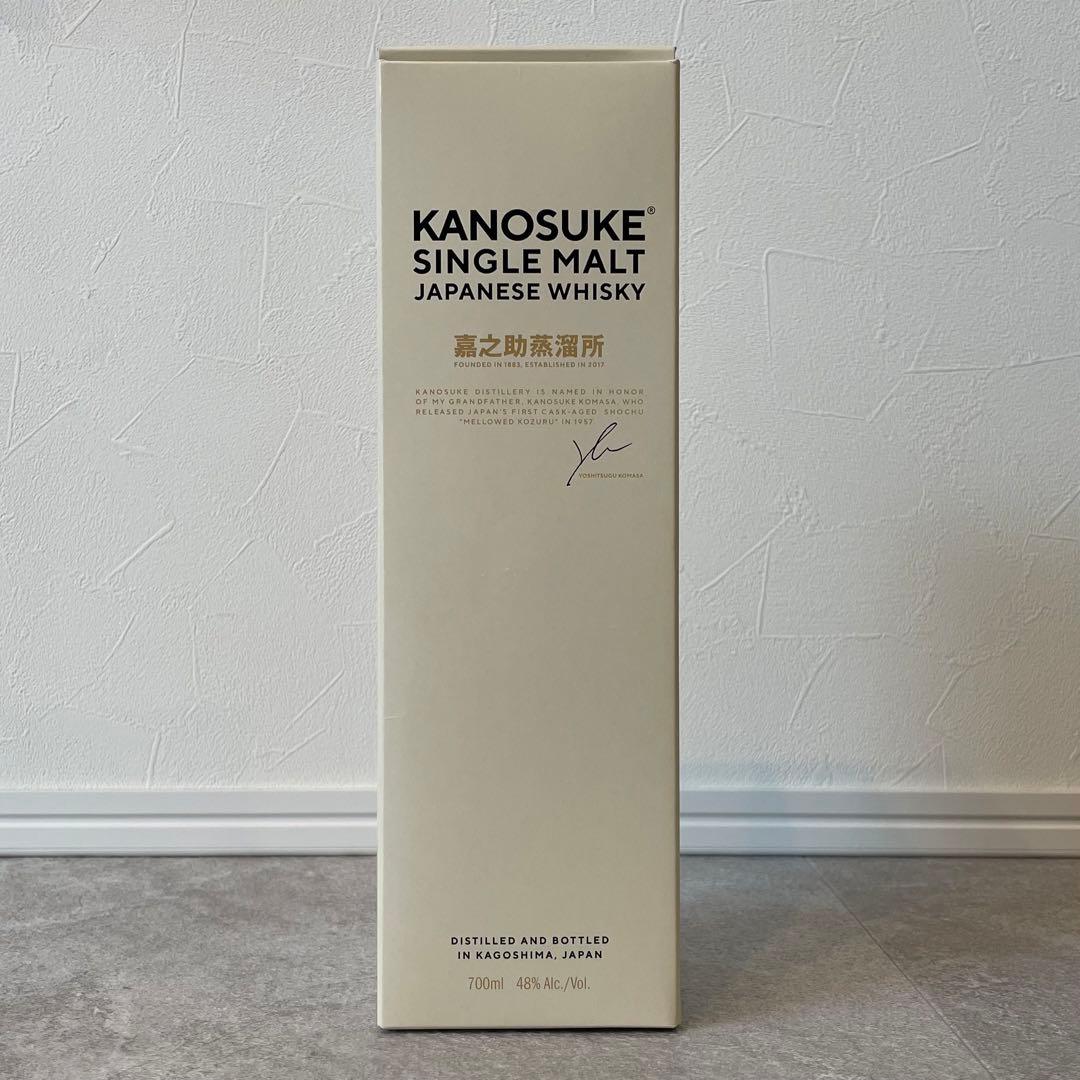 KANOSUKE®
SINGLE MALT
JAPANESE WHISKY
嘉之助蒸溜所
FOUNDED IN 1883, ESTABLISHED IN 2017
KANOSUKE DISTILLERY IS NAMED IN HONOR
OF MY GRANDFATHER, KANOSUKE KOMASA, WHO
RELEASED JAPAN'S FIRST CASK-AGED SHOCHU
"MELLOWED KOZURU" IN 1957.
YOSHITSUGU KOMASA
DISTILLED AND BOTTLED
IN KAGOSHIMA, JAPAN
700ml 48% Alc./Vol.